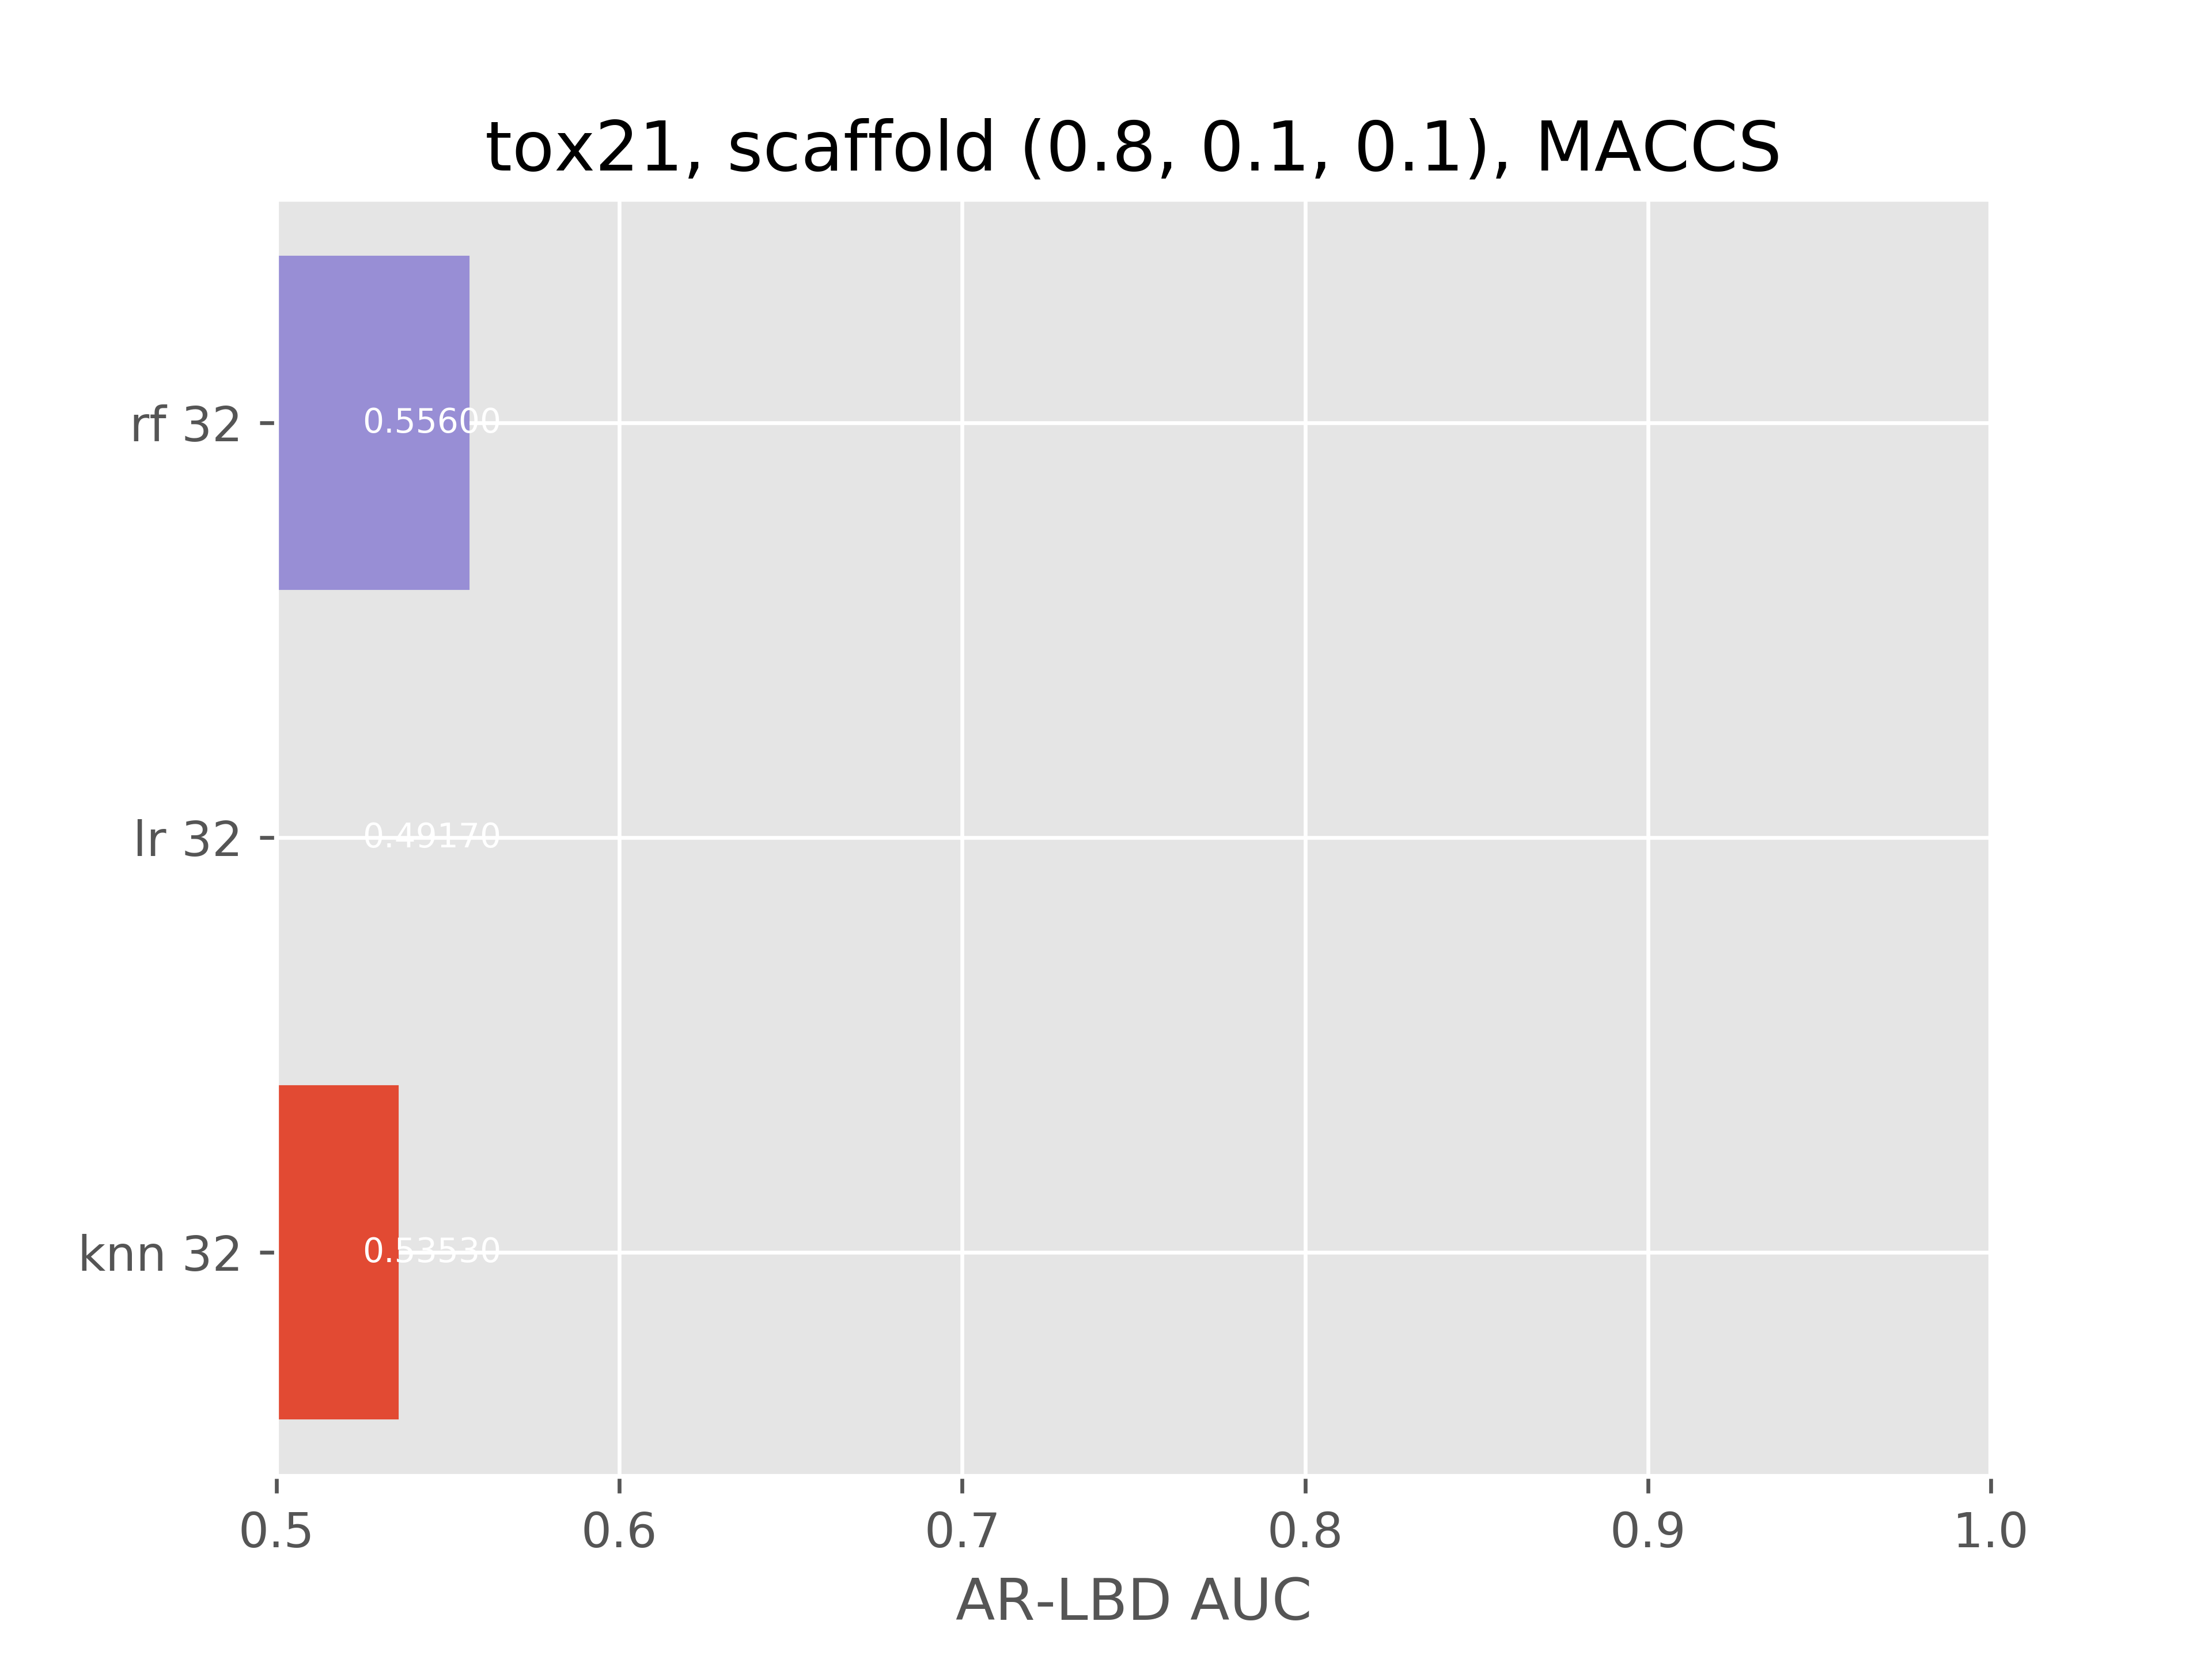 tox21, scaffold (0.8, 0.1, 0.1), MACCS
rf 32
0.55600
lr 32
0.49170
knn 32
0.53530
0.5 0.6 0.7 0.8 0.9 1.0
AR-LBD AUC